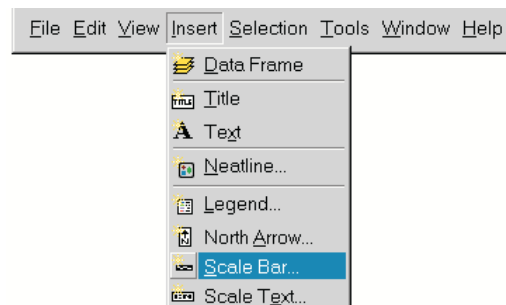 File Edit View Insert Selection Tools Window Help
Data Frame
Title
Text
Neatline...
Legend...
North Arrow...
Scale Bar...
Scale Text...